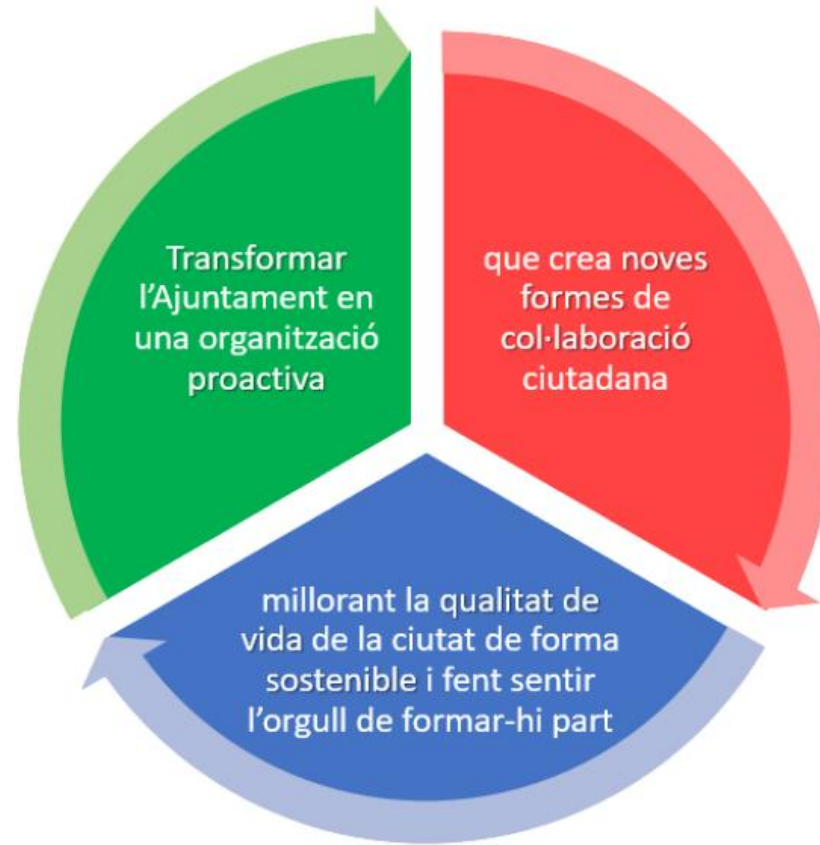 Transformar
l’Ajuntament en
una organització
proactiva
que crea noves
formes de
col·laboració
ciutadana
millorant la qualitat de
vida de la ciutat de forma
sostenible i fent sentir
l’orgull de formar-hi part